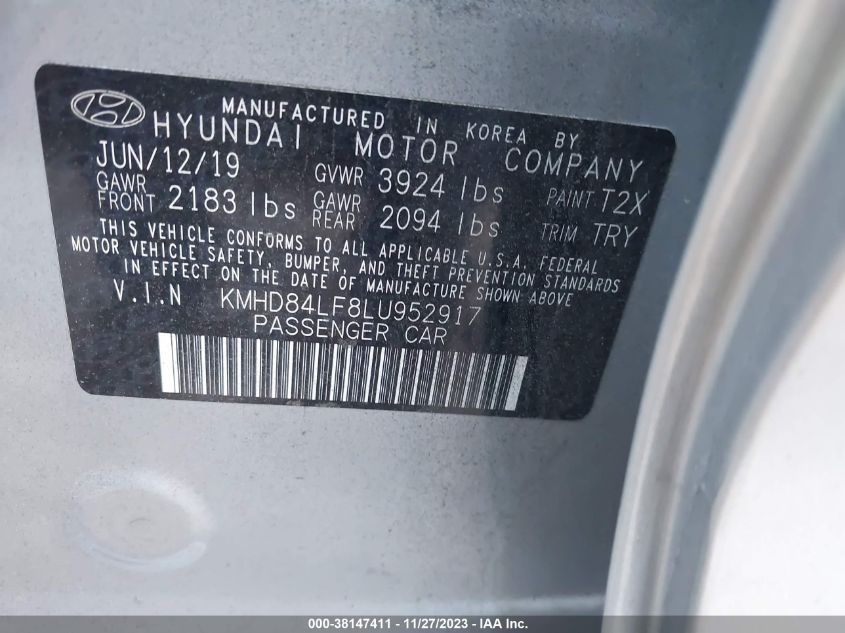 MANUFACTURED IN KOREA BY
HYUNDAI MOTOR COMPANY
JUN/12/19 GVWR 3924 lbs PAINT T2X
GAWR FRONT 2183 lbs GAWR REAR 2094 lbs TRIM TRY
THIS VEHICLE CONFORMS TO ALL APPLICABLE U.S.A. FEDERAL
MOTOR VEHICLE SAFETY, BUMPER, AND THEFT PREVENTION STANDARDS
IN EFFECT ON THE DATE OF MANUFACTURE SHOWN ABOVE
V.I.N KMHD84LF8LU952917
PASSENGER CAR
000-38147411 - 11/27/2023 - IAA Inc.